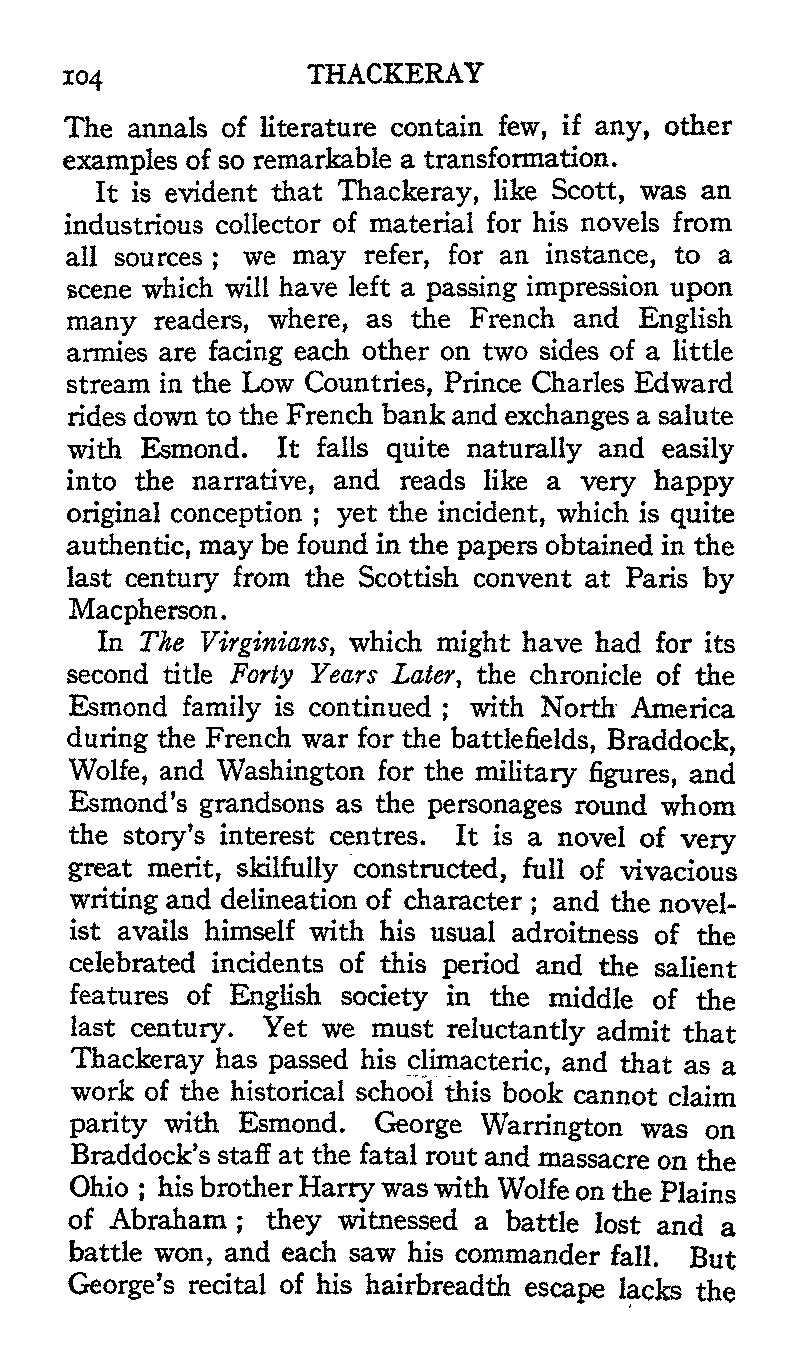 104 THACKERAY
The annals of literature contain few, if any, other
examples of so remarkable a transformation.
It is evident that Thackeray, like Scott, was an
industrious collector of material for his novels from
all sources ; we may refer, for an instance, to a
scene which will have left a passing impression upon
many readers, where, as the French and English
armies are facing each other on two sides of a little
stream in the Low Countries, Prince Charles Edward
rides down to the French bank and exchanges a salute
with Esmond. It falls quite naturally and easily
into the narrative, and reads like a very happy
original conception ; yet the incident, which is quite
authentic, may be found in the papers obtained in the
last century from the Scottish convent at Paris by
Macpherson.
In The Virginians, which might have had for its
second title Forty Years Later, the chronicle of the
Esmond family is continued ; with North America
during the French war for the battlefields, Braddock,
Wolfe, and Washington for the military figures, and
Esmond's grandsons as the personages round whom
the story's interest centres. It is a novel of very
great merit, skilfully constructed, full of vivacious
writing and delineation of character ; and the novel-
ist avails himself with his usual adroitness of the
celebrated incidents of this period and the salient
features of English society in the middle of the
last century. Yet we must reluctantly admit that
Thackeray has passed his climacteric, and that as a
work of the historical school this book cannot claim
parity with Esmond. George Warrington was on
Braddock's staff at the fatal rout and massacre on the
Ohio ; his brother Harry was with Wolfe on the Plains
of Abraham ; they witnessed a battle lost and a
battle won, and each saw his commander fall. But
George's recital of his hairbreadth escape lacks the